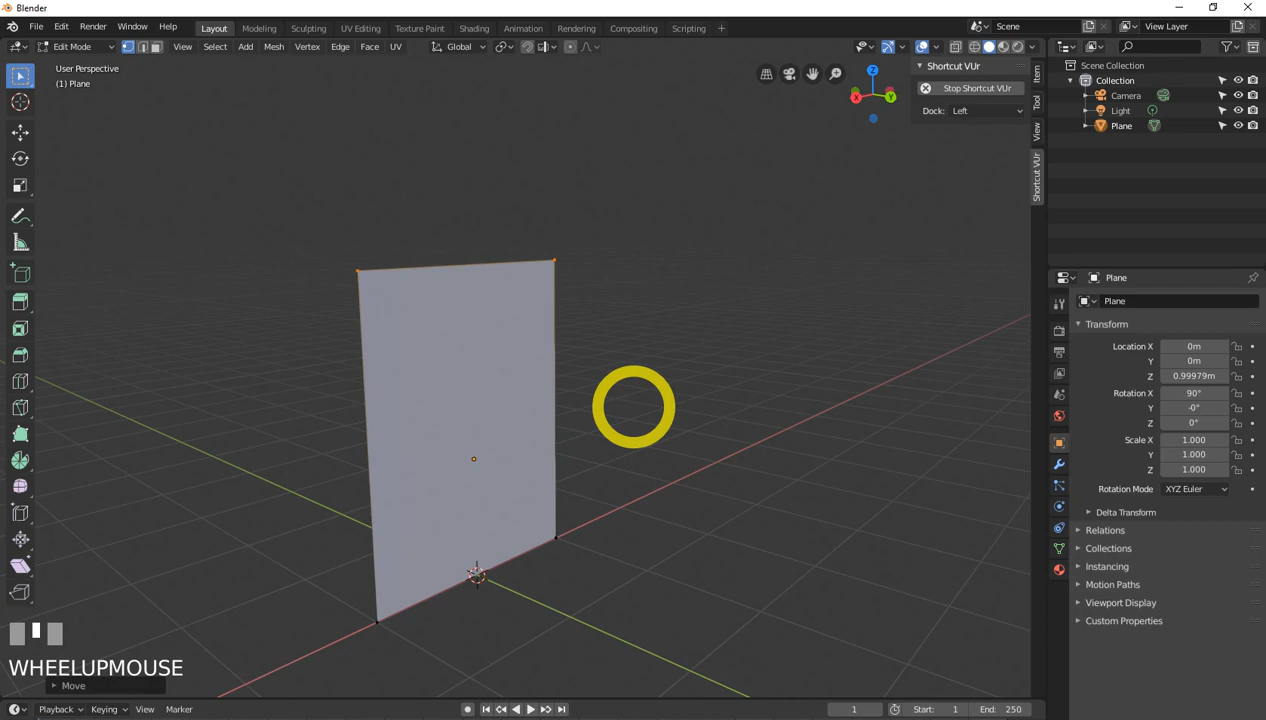 Blender
File Edit Render Window Help Layout Modeling Sculpting UV Editing Texture Paint Shading Animation Rendering Compositing Scripting + Scene View Layer
Edit Mode View Select Add Mesh Vertex Edge Face UV Global
User Perspective
(1) Plane
Z
X
Y
Shortcut VUr
Stop Shortcut VUr
Dock: Left
Item
Tool
View
Shortcut VUr
Scene Collection
Collection
Camera
Light
Plane
Plane
Plane
Transform
Location X 0m
Y 0m
Z 0.99979m
Rotation X 90°
Y -0°
Z 0°
Scale X 1.000
Y 1.000
Z 1.000
Rotation Mode XYZ Euler
Delta Transform
Relations
Collections
Instancing
Motion Paths
Viewport Display
Custom Properties
WHEELUPMOUSE
Move
Playback Keying View Marker 1 Start: 1 End: 250